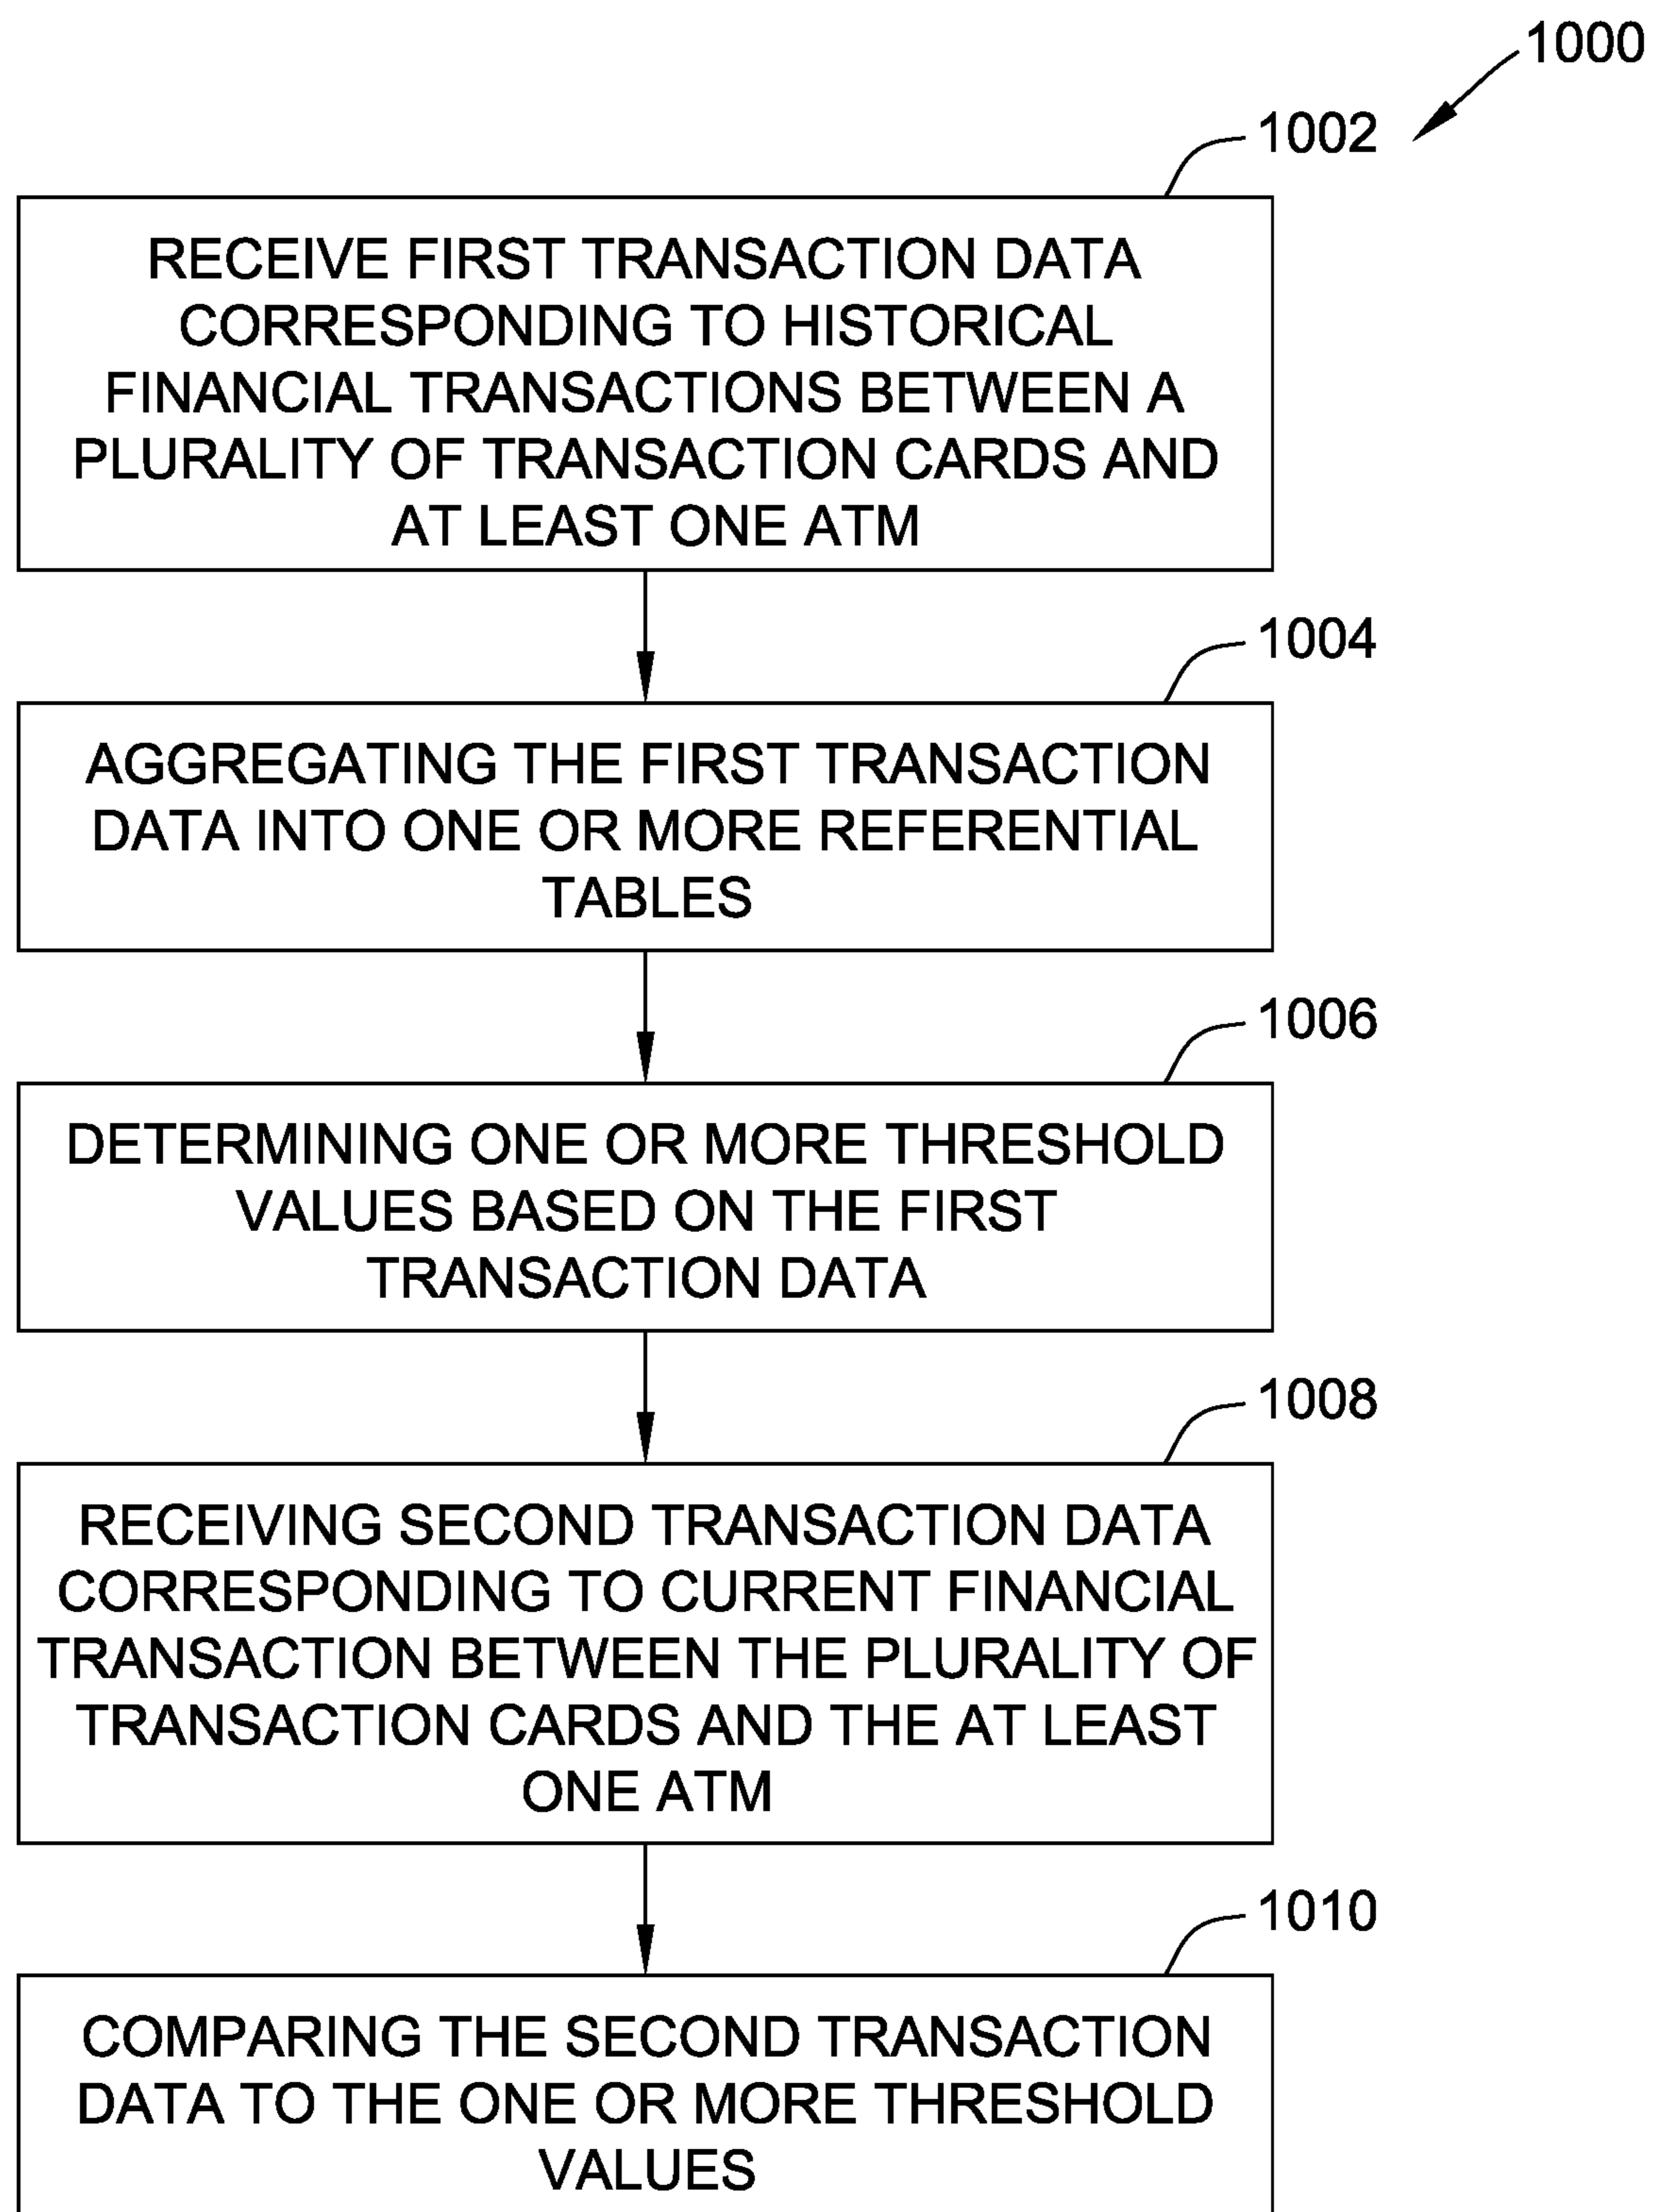 1000
1002
RECEIVE FIRST TRANSACTION DATA
CORRESPONDING TO HISTORICAL
FINANCIAL TRANSACTIONS BETWEEN A
PLURALITY OF TRANSACTION CARDS AND
AT LEAST ONE ATM
1004
AGGREGATING THE FIRST TRANSACTION
DATA INTO ONE OR MORE REFERENTIAL
TABLES
1006
DETERMINING ONE OR MORE THRESHOLD
VALUES BASED ON THE FIRST
TRANSACTION DATA
1008
RECEIVING SECOND TRANSACTION DATA
CORRESPONDING TO CURRENT FINANCIAL
TRANSACTION BETWEEN THE PLURALITY OF
TRANSACTION CARDS AND THE AT LEAST
ONE ATM
1010
COMPARING THE SECOND TRANSACTION
DATA TO THE ONE OR MORE THRESHOLD
VALUES